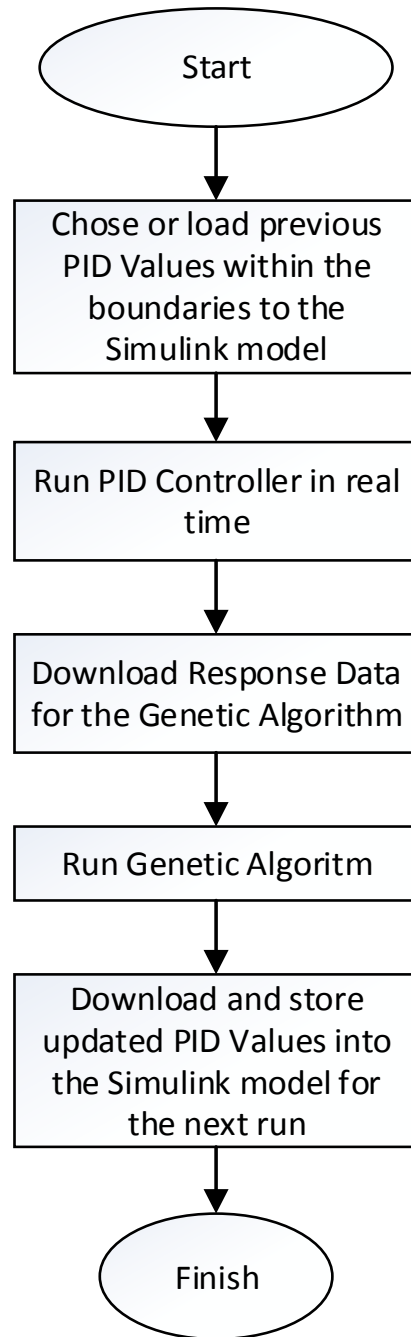 Start
Chose or load previous
PID Values within the
boundaries to the
Simulink model
Run PID Controller in real
time
Download Response Data
for the Genetic Algorithm
Run Genetic Algoritm
Download and store
updated PID Values into
the Simulink model for
the next run
Finish